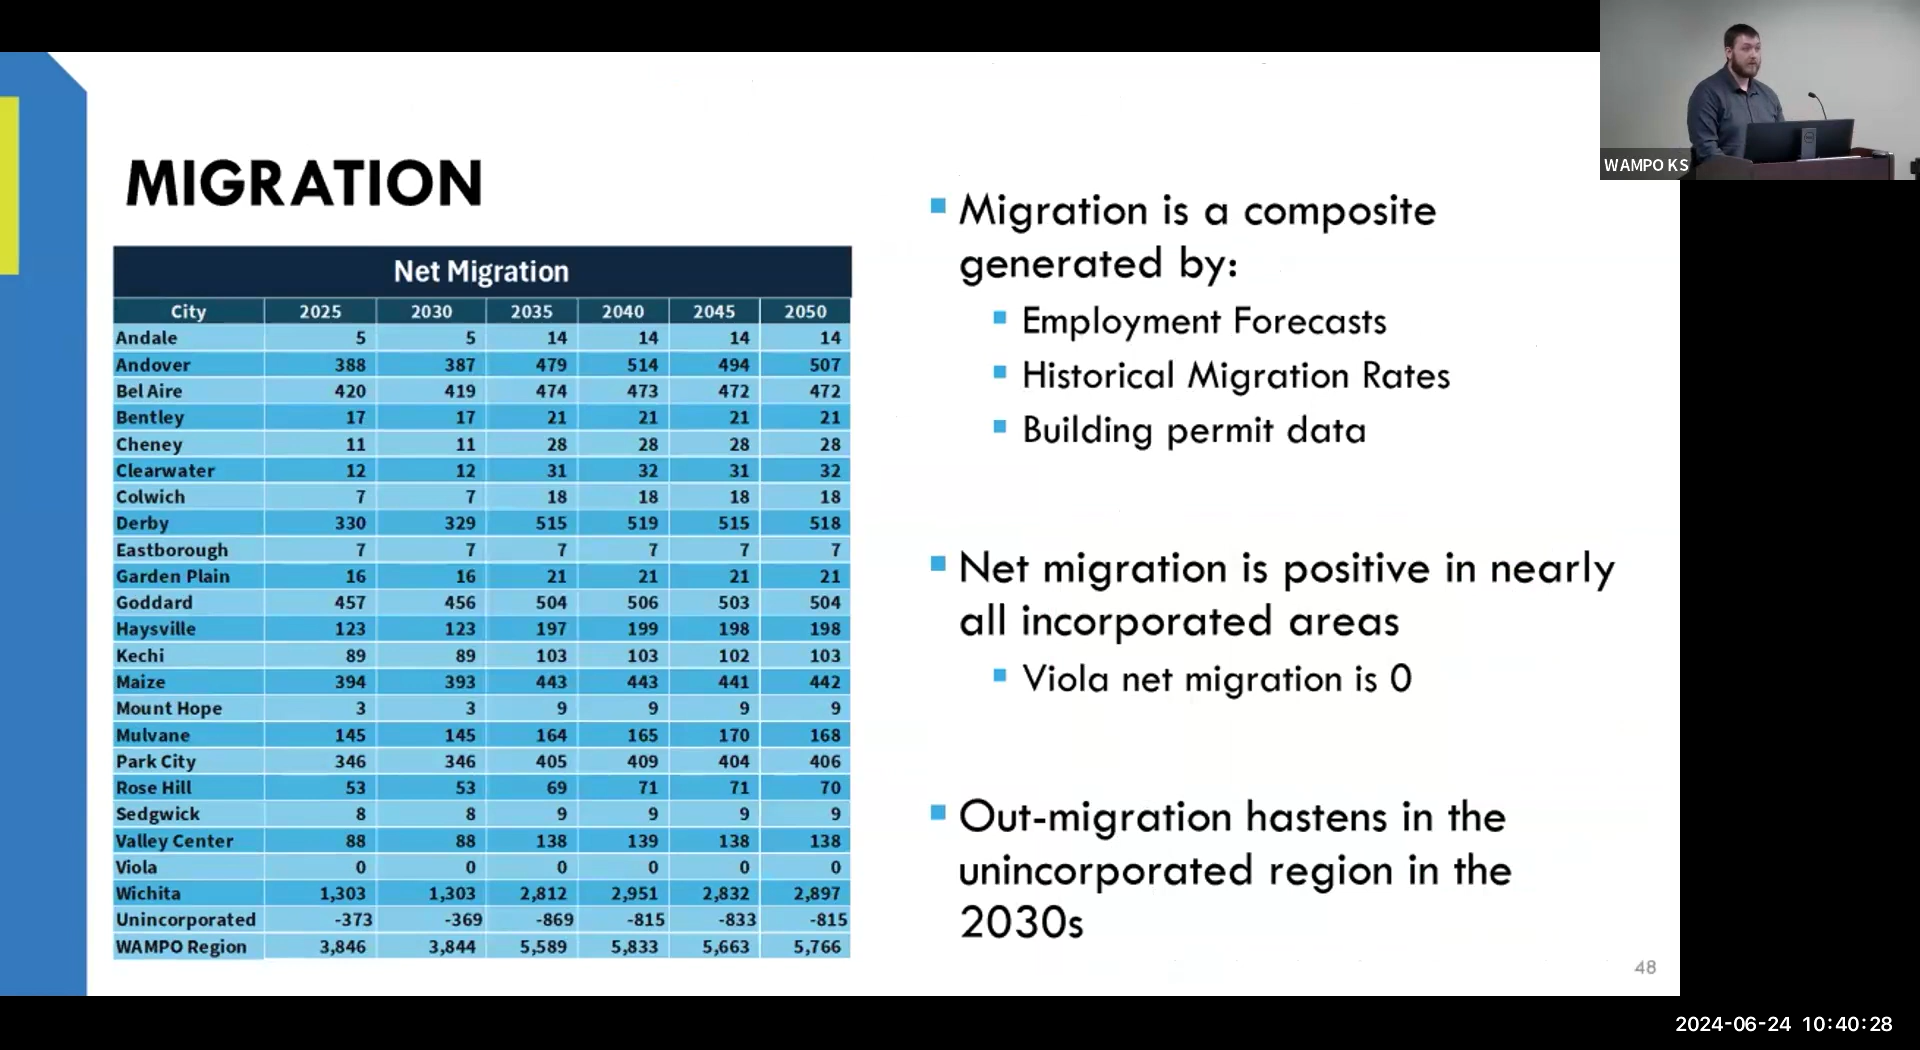 WAMPO KS
MIGRATION
Net Migration
City 2025 2030 2035 2040 2045 2050
Andale 5 5 14 14 14 14
Andover 388 387 479 514 494 507
Bel Aire 420 419 474 473 472 472
Bentley 17 17 21 21 21 21
Cheney 11 11 28 28 28 28
Clearwater 12 12 31 32 31 32
Colwich 7 7 18 18 18 18
Derby 330 329 515 519 515 518
Eastborough 7 7 7 7 7 7
Garden Plain 16 16 21 21 21 21
Goddard 457 456 504 506 503 504
Haysville 123 123 197 199 198 198
Kechi 89 89 103 103 102 103
Maize 394 393 443 443 441 442
Mount Hope 3 3 9 9 9 9
Mulvane 145 145 164 165 170 168
Park City 346 346 405 409 404 406
Rose Hill 53 53 69 71 71 70
Sedgwick 8 8 9 9 9 9
Valley Center 88 88 138 139 138 138
Viola 0 0 0 0 0 0
Wichita 1,303 1,303 2,812 2,951 2,832 2,897
Unincorporated -373 -369 -869 -815 -833 -815
WAMPO Region 3,846 3,844 5,589 5,833 5,663 5,766
Migration is a composite
generated by:
Employment Forecasts
Historical Migration Rates
Building permit data
Net migration is positive in nearly
all incorporated areas
Viola net migration is 0
Out-migration hastens in the
unincorporated region in the
2030s
48
2024-06-24 10:40:28